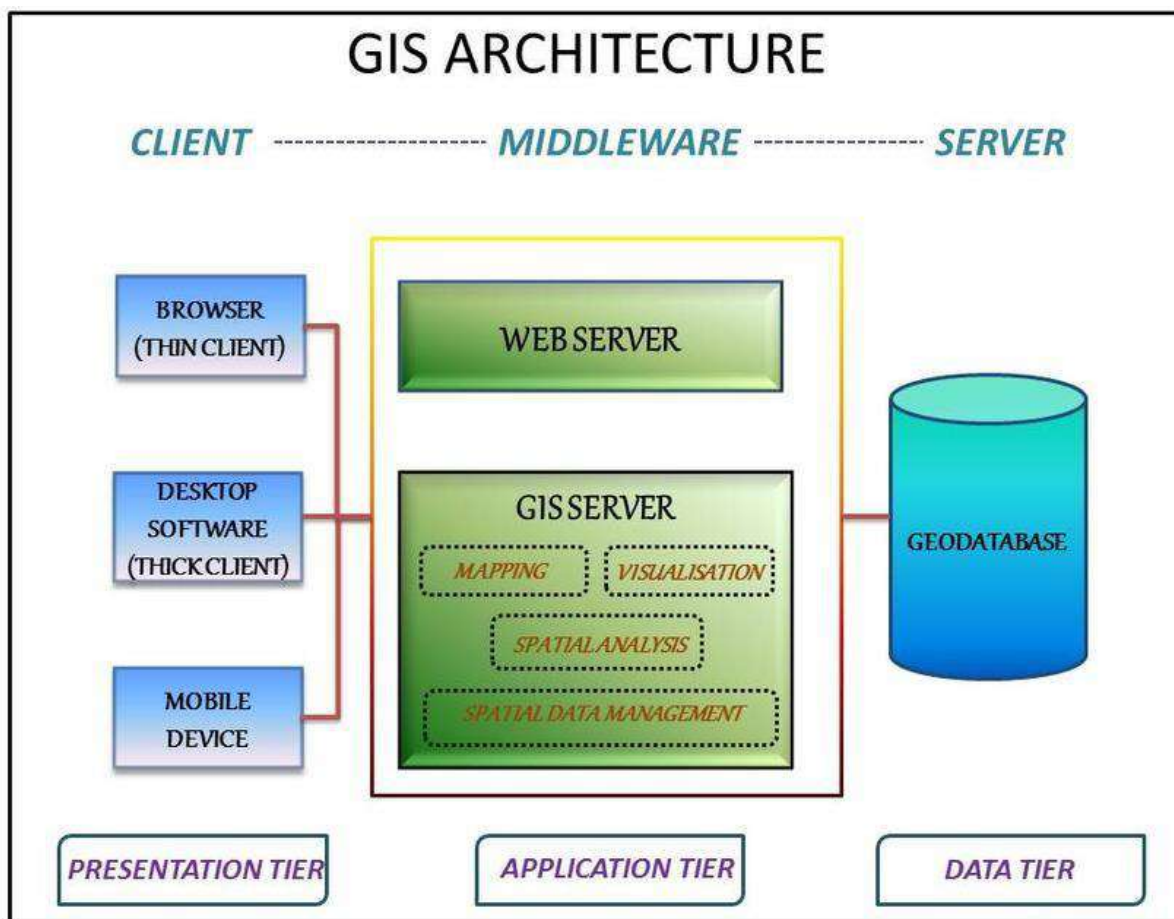 GIS ARCHITECTURE
CLIENT
MIDDLEWARE
SERVER
BROWSER
(THIN CLIENT)
DESKTOP
SOFTWARE
(THICK CLIENT)
MOBILE
DEVICE
WEB SERVER
GIS SERVER
MAPPING
VISUALISATION
SPATIAL ANALYSIS
SPATIAL DATA MANAGEMENT
GEODATABASE
PRESENTATION TIER
APPLICATION TIER
DATA TIER